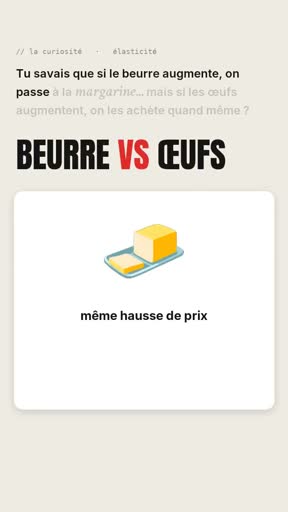 // la curiosité · élasticité
Tu savais que si le beurre augmente, on
passe à la margarine... mais si les œufs
augmentent, on les achète quand même ?
BEURRE VS ŒUFS
même hausse de prix